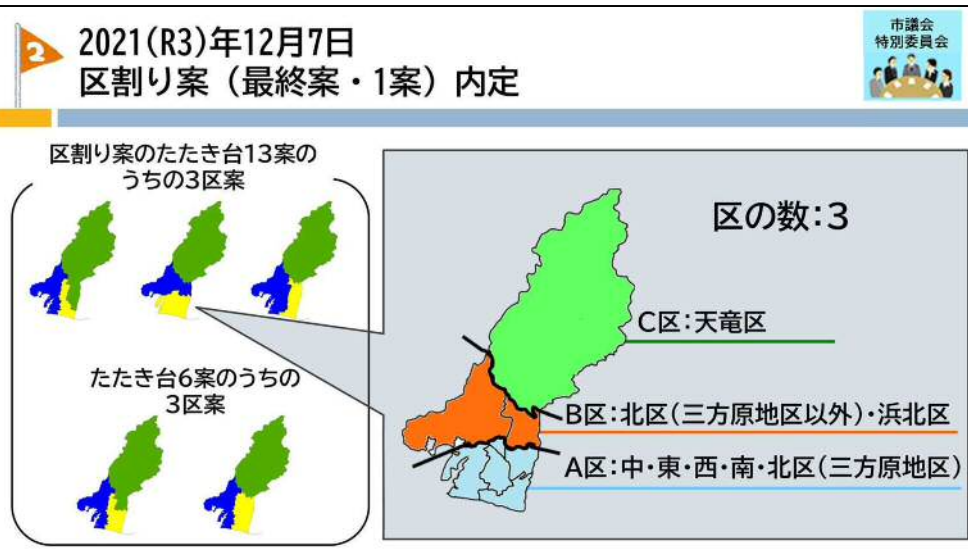 2
2021(R3)年12月7日
区割り案（最終案・1案）内定
市議会
特別委員会
区割り案のたたき台13案の
うちの3区案
たたき台6案のうちの
3区案
区の数:3
C区:天竜区
B区:北区(三方原地区以外)・浜北区
A区:中・東・西・南・北区(三方原地区)